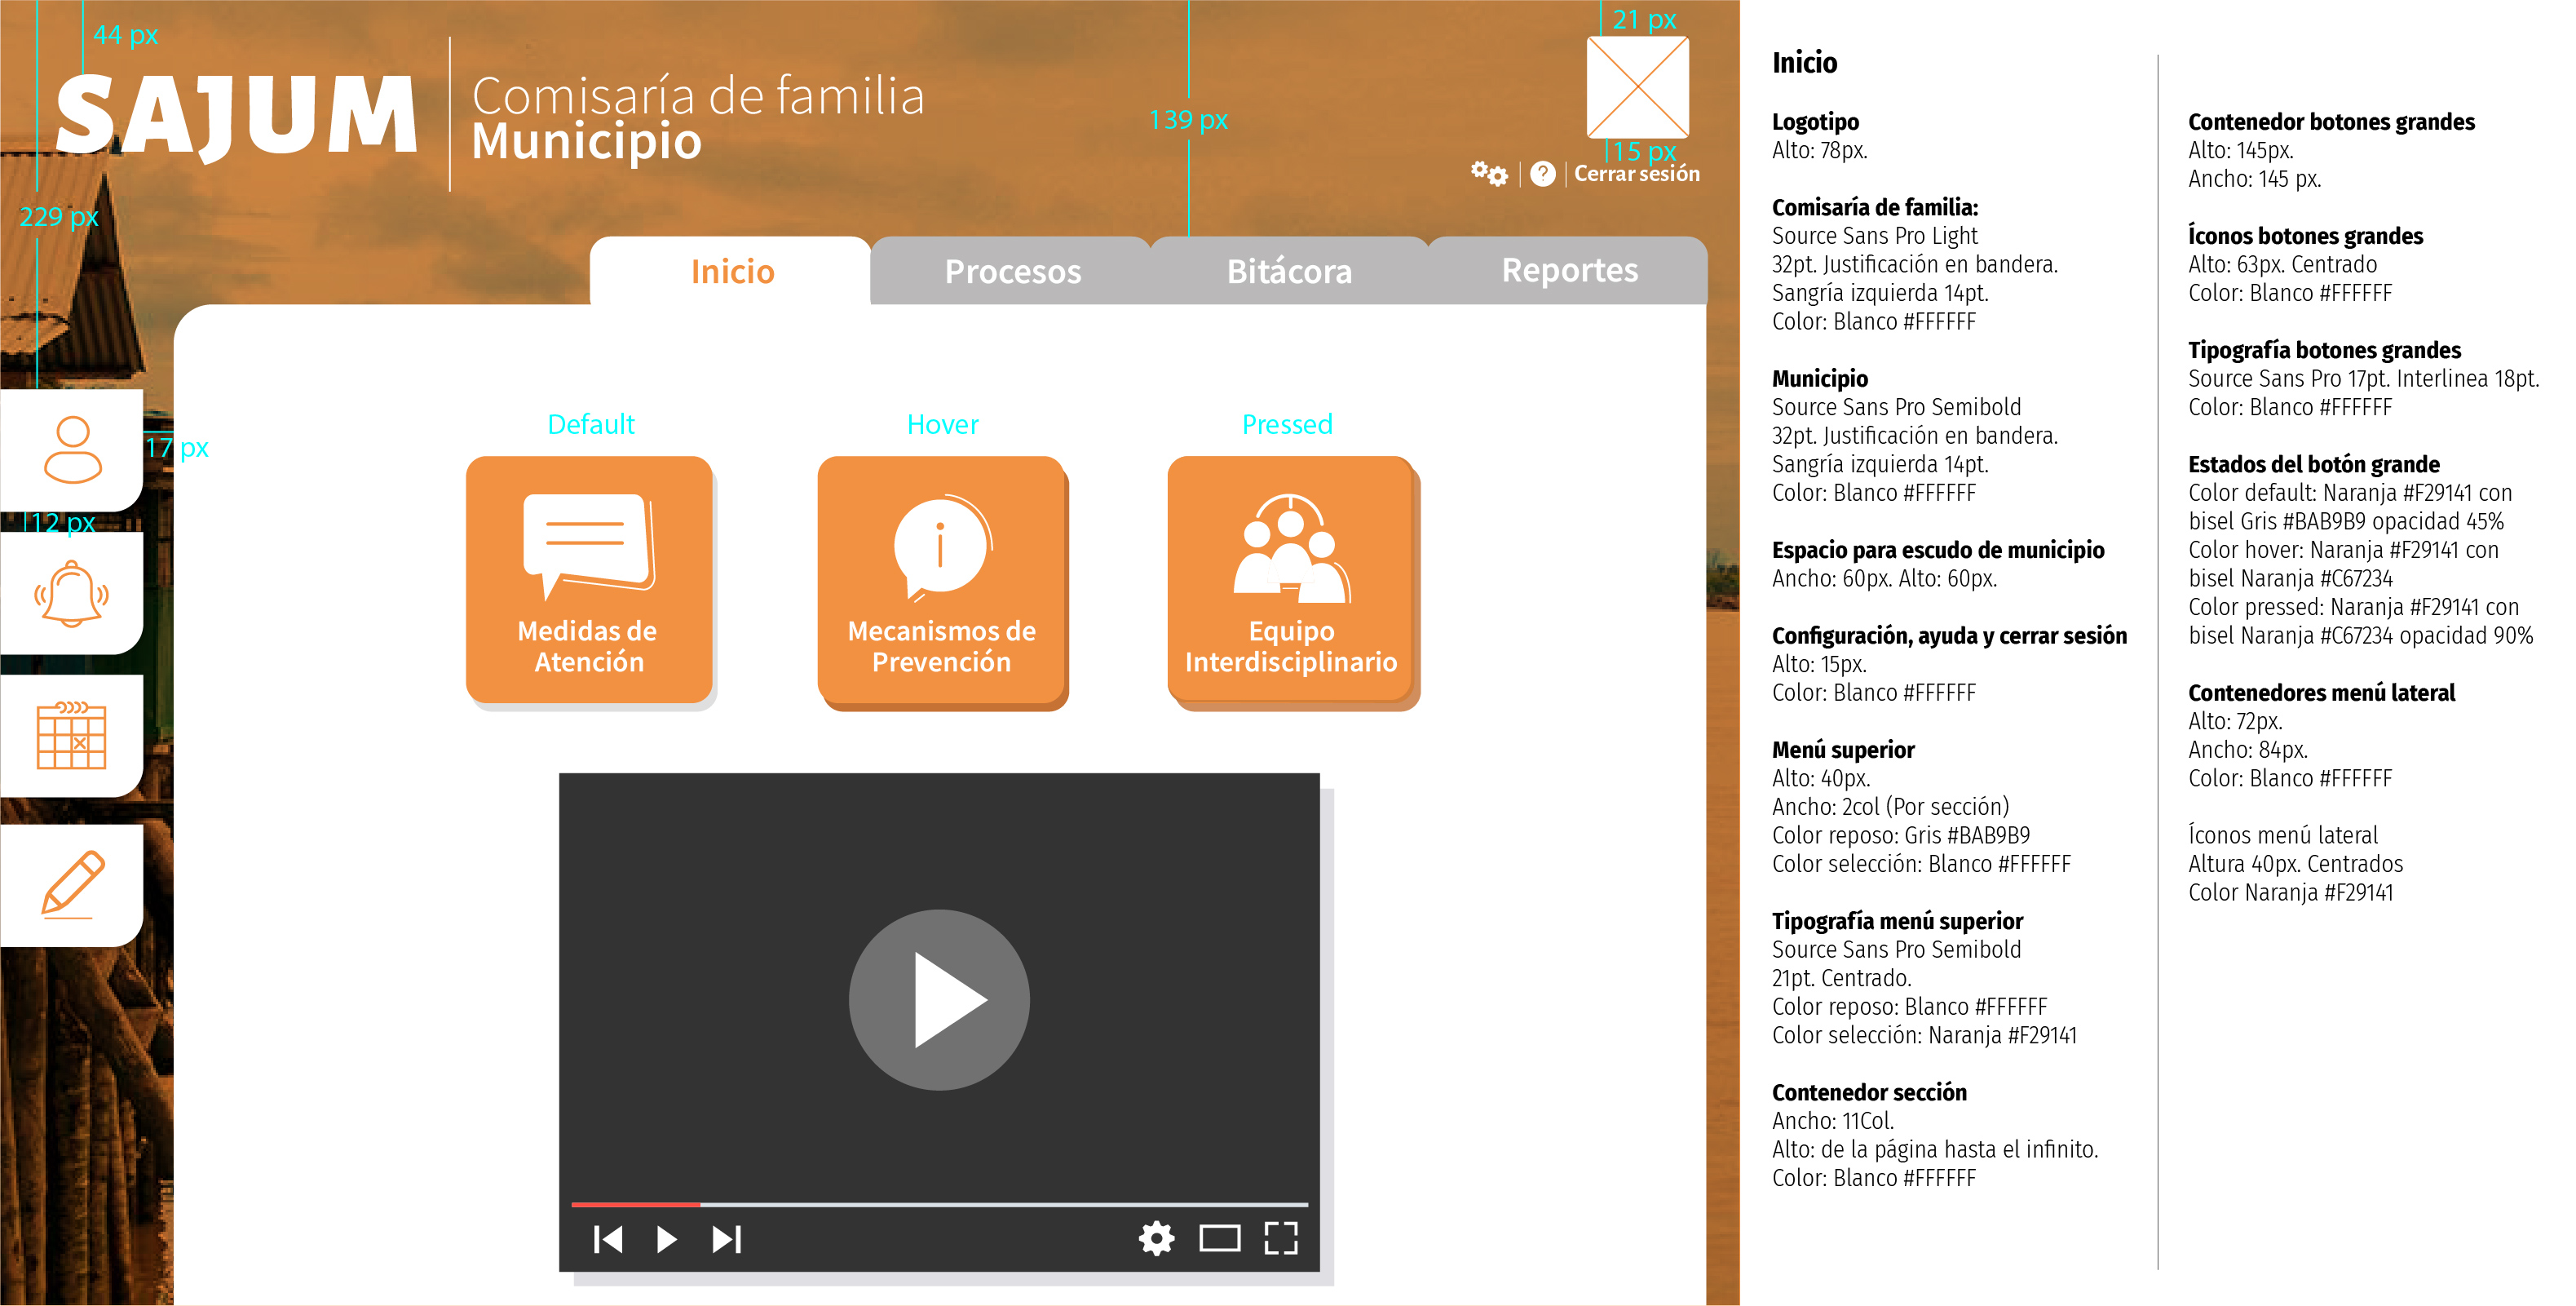 44 px
21 px
SAJUM
Comisaría de familia
Municipio
139 px
15 px
? Cerrar sesión
229 px
Inicio
Procesos
Bitácora
Reportes
Default
Hover
Pressed
17 px
12 px
Medidas de
Atención
i
Mecanismos de
Prevención
Equipo
Interdisciplinario
Inicio
Logotipo
Alto: 78px.
Comisaría de familia:
Source Sans Pro Light
32pt. Justificación en bandera.
Sangría izquierda 14pt.
Color: Blanco #FFFFFF
Municipio
Source Sans Pro Semibold
32pt. Justificación en bandera.
Sangría izquierda 14pt.
Color: Blanco #FFFFFF
Espacio para escudo de municipio
Ancho: 60px. Alto: 60px.
Configuración, ayuda y cerrar sesión
Alto: 15px.
Color: Blanco #FFFFFF
Menú superior
Alto: 40px.
Ancho: 2col (Por sección)
Color reposo: Gris #BAB9B9
Color selección: Blanco #FFFFFF
Tipografía menú superior
Source Sans Pro Semibold
21pt. Centrado.
Color reposo: Blanco #FFFFFF
Color selección: Naranja #F29141
Contenedor sección
Ancho: 11Col.
Alto: de la página hasta el infinito.
Color: Blanco #FFFFFF
Contenedor botones grandes
Alto: 145px.
Ancho: 145 px.
Íconos botones grandes
Alto: 63px. Centrado
Color: Blanco #FFFFFF
Tipografía botones grandes
Source Sans Pro 17pt. Interlinea 18pt.
Color: Blanco #FFFFFF
Estados del botón grande
Color default: Naranja #F29141 con
bisel Gris #BAB9B9 opacidad 45%
Color hover: Naranja #F29141 con
bisel Naranja #C67234
Color pressed: Naranja #F29141 con
bisel Naranja #C67234 opacidad 90%
Contenedores menú lateral
Alto: 72px.
Ancho: 84px.
Color: Blanco #FFFFFF
Íconos menú lateral
Altura 40px. Centrados
Color Naranja #F29141